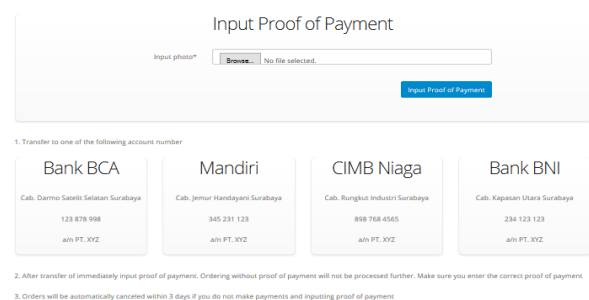 Input Proof of Payment
Input photo*
Browse... No file selected.
Input Proof of Payment
1. Transfer to one of the following account number
Bank BCA
Cab. Darmo Satelit Selatan Surabaya
123 878 998
a/n PT. XYZ
Mandiri
Cab. Jemur Handayani Surabaya
345 231 123
a/n PT. XYZ
CIMB Niaga
Cab. Rungkut Industri Surabaya
898 768 4565
a/n PT. XYZ
Bank BNI
Cab. Kapasan Utara Surabaya
234 123 123
a/n PT. XYZ
2. After transfer of immediately input proof of payment. Ordering without proof of payment will not be processed further. Make sure you enter the correct proof of payment
3. Orders will be automatically canceled within 3 days if you do not make payments and inputting proof of payment